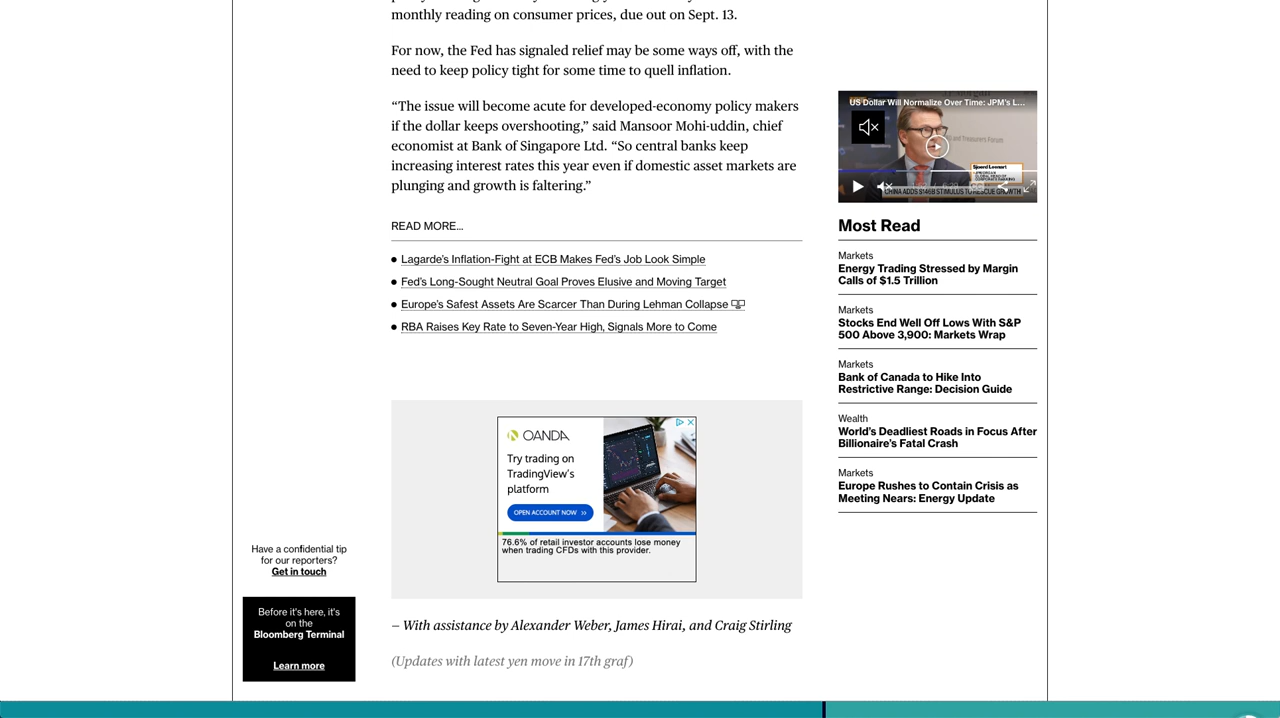 monthly reading on consumer prices, due out on Sept. 13.
For now, the Fed has signaled relief may be some ways off, with the
need to keep policy tight for some time to quell inflation.
“The issue will become acute for developed-economy policy makers
if the dollar keeps overshooting,” said Mansoor Mohi-uddin, chief
economist at Bank of Singapore Ltd. “So central banks keep
increasing interest rates this year even if domestic asset markets are
plunging and growth is faltering.”
READ MORE...
Lagarde’s Inflation-Fight at ECB Makes Fed’s Job Look Simple
Fed’s Long-Sought Neutral Goal Proves Elusive and Moving Target
Europe’s Safest Assets Are Scarcer Than During Lehman Collapse
RBA Raises Key Rate to Seven-Year High, Signals More to Come
OANDA
Try trading on
TradingView’s
platform
OPEN ACCOUNT NOW >>
76.6% of retail investor accounts lose money
when trading CFDs with this provider.
– With assistance by Alexander Weber, James Hirai, and Craig Stirling
(Updates with latest yen move in 17th graf)
Have a confidential tip
for our reporters?
Get in touch
Before it's here, it's
on the
Bloomberg Terminal
Learn more
US Dollar Will Normalize Over Time: JPM's L...
Sjoerd Leenart
CHINA ADDS $146B STIMULUS TO RESCUE GROWTH
Most Read
Markets
Energy Trading Stressed by Margin
Calls of $1.5 Trillion
Markets
Stocks End Well Off Lows With S&P
500 Above 3,900: Markets Wrap
Markets
Bank of Canada to Hike Into
Restrictive Range: Decision Guide
Wealth
World’s Deadliest Roads in Focus After
Billionaire’s Fatal Crash
Markets
Europe Rushes to Contain Crisis as
Meeting Nears: Energy Update